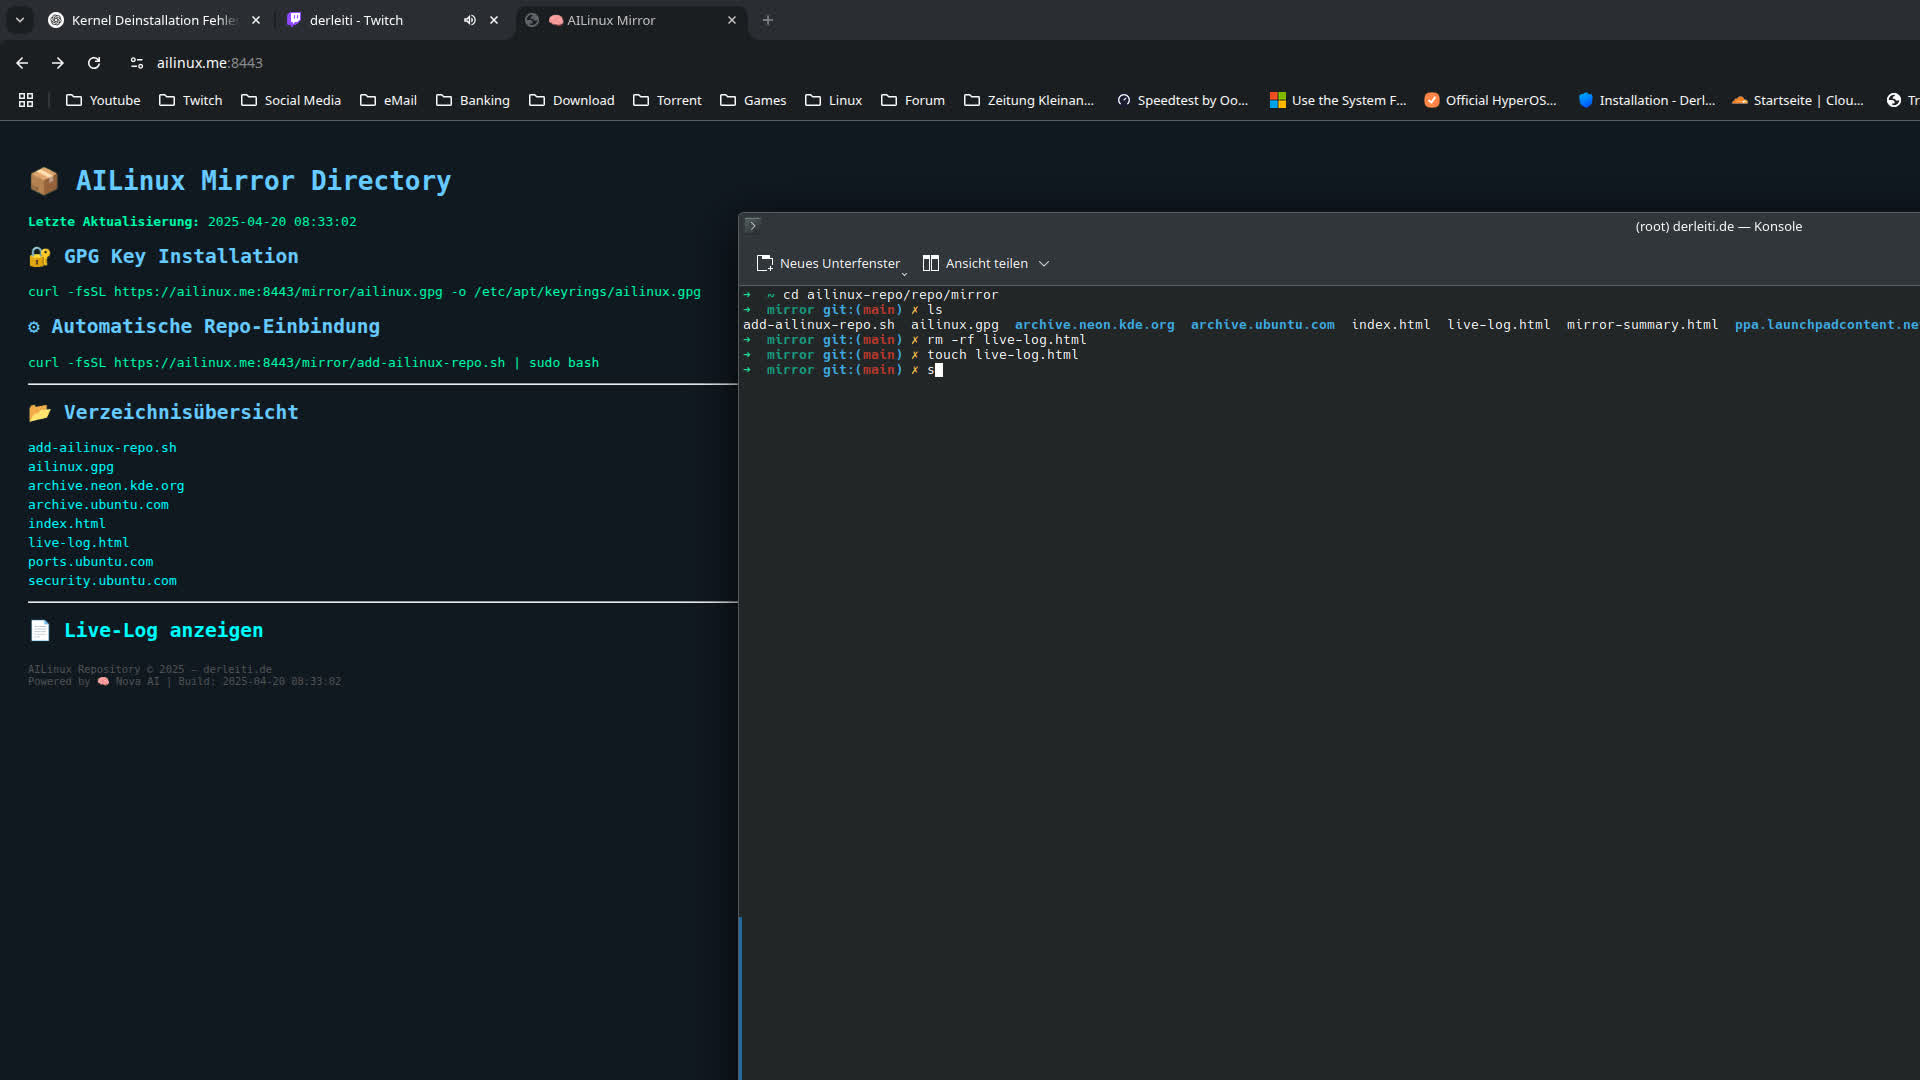 Kernel Deinstallation Fehle
derleiti - Twitch
🧠 AILinux Mirror
ailinux.me:8443
Youtube
Twitch
Social Media
eMail
Banking
Download
Torrent
Games
Linux
Forum
Zeitung Kleinan...
Speedtest by Oo...
Use the System F...
Official HyperOS...
Installation - Derl...
Startseite | Clou...
Tr
📦 AILinux Mirror Directory
Letzte Aktualisierung: 2025-04-20 08:33:02
🔐 GPG Key Installation
curl -fsSL https://ailinux.me:8443/mirror/ailinux.gpg -o /etc/apt/keyrings/ailinux.gpg
⚙ Automatische Repo-Einbindung
curl -fsSL https://ailinux.me:8443/mirror/add-ailinux-repo.sh | sudo bash
📂 Verzeichnisübersicht
add-ailinux-repo.sh
ailinux.gpg
archive.neon.kde.org
archive.ubuntu.com
index.html
live-log.html
ports.ubuntu.com
security.ubuntu.com
📄 Live-Log anzeigen
AILinux Repository © 2025 — derleiti.de
Powered by 🧠 Nova AI | Build: 2025-04-20 08:33:02
(root) derleiti.de — Konsole
Neues Unterfenster
Ansicht teilen
➜ ~ cd ailinux-repo/repo/mirror
➜ mirror git:(main) ✗ ls
add-ailinux-repo.sh ailinux.gpg archive.neon.kde.org archive.ubuntu.com index.html live-log.html mirror-summary.html ppa.launchpadcontent.ne
➜ mirror git:(main) ✗ rm -rf live-log.html
➜ mirror git:(main) ✗ touch live-log.html
➜ mirror git:(main) ✗ s